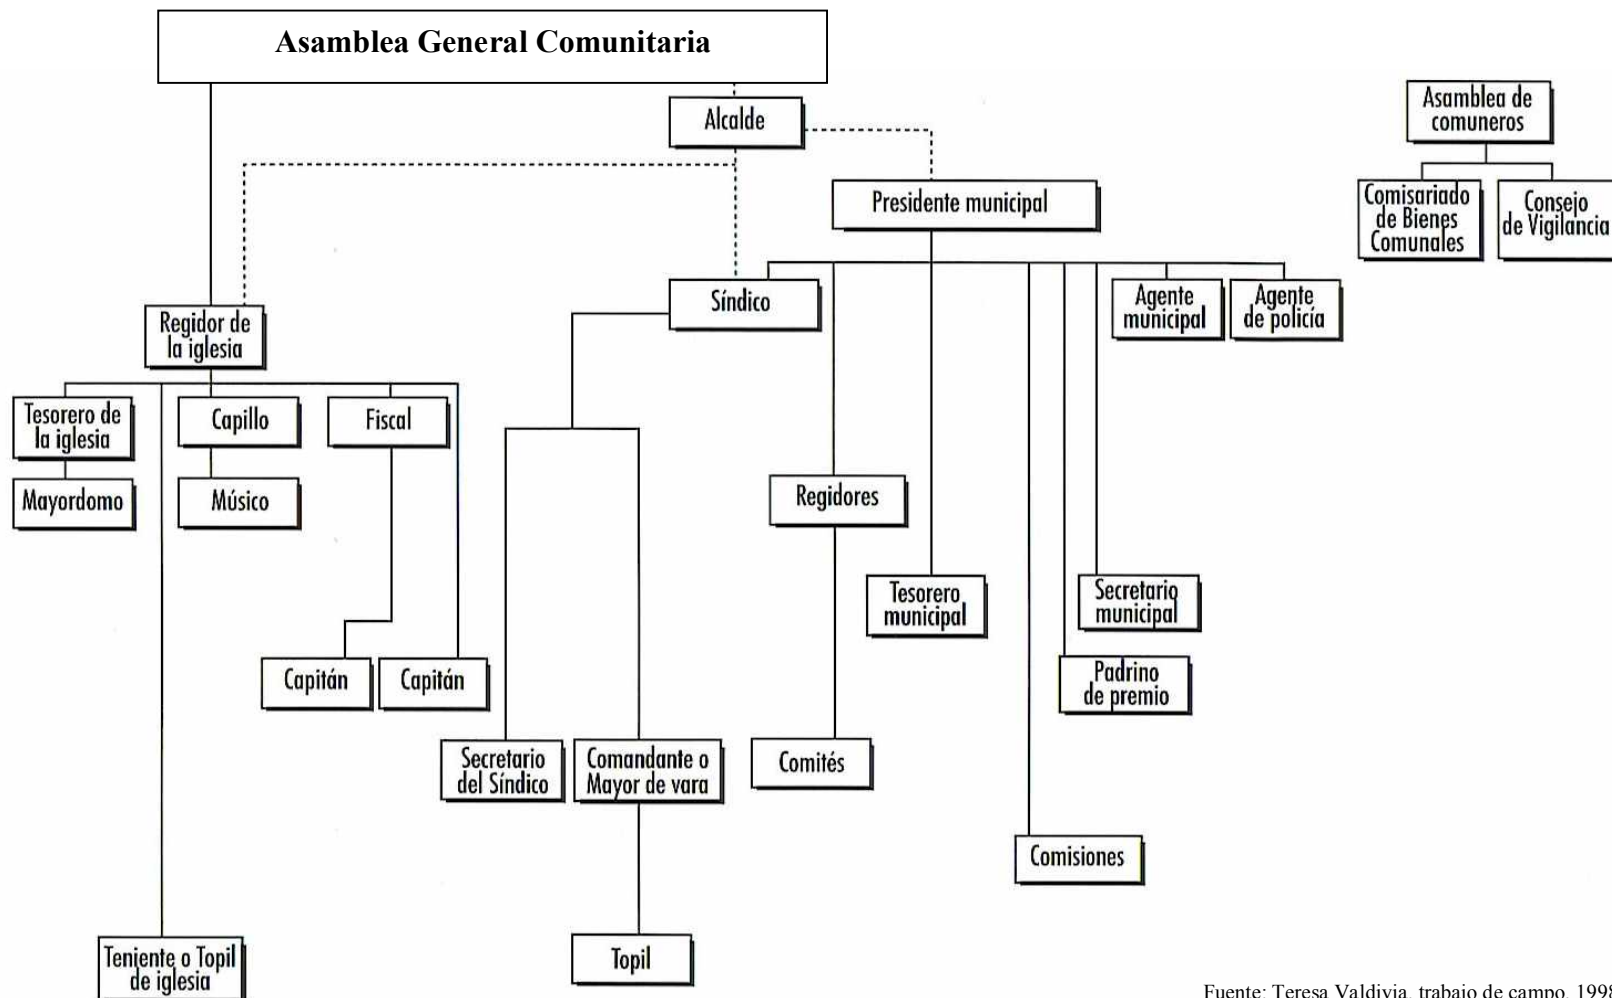 Asamblea General Comunitaria
Alcalde
Asamblea de
comuneros
Presidente municipal
Comisariado
de Bienes
Comunales
Consejo
de Vigilancia
Síndico
Agente
municipal
Agente
de policía
Regidor de
la iglesia
Tesorero de
la iglesia
Capillo
Fiscal
Mayordomo
Músico
Regidores
Tesorero
municipal
Secretario
municipal
Capitán
Capitán
Padrino
de premio
Secretario
del Síndico
Comandante o
Mayor de vara
Comités
Comisiones
Teniente o Topil
de iglesia
Topil
Fuente: Teresa Valdivia, trabajo de campo, 1998